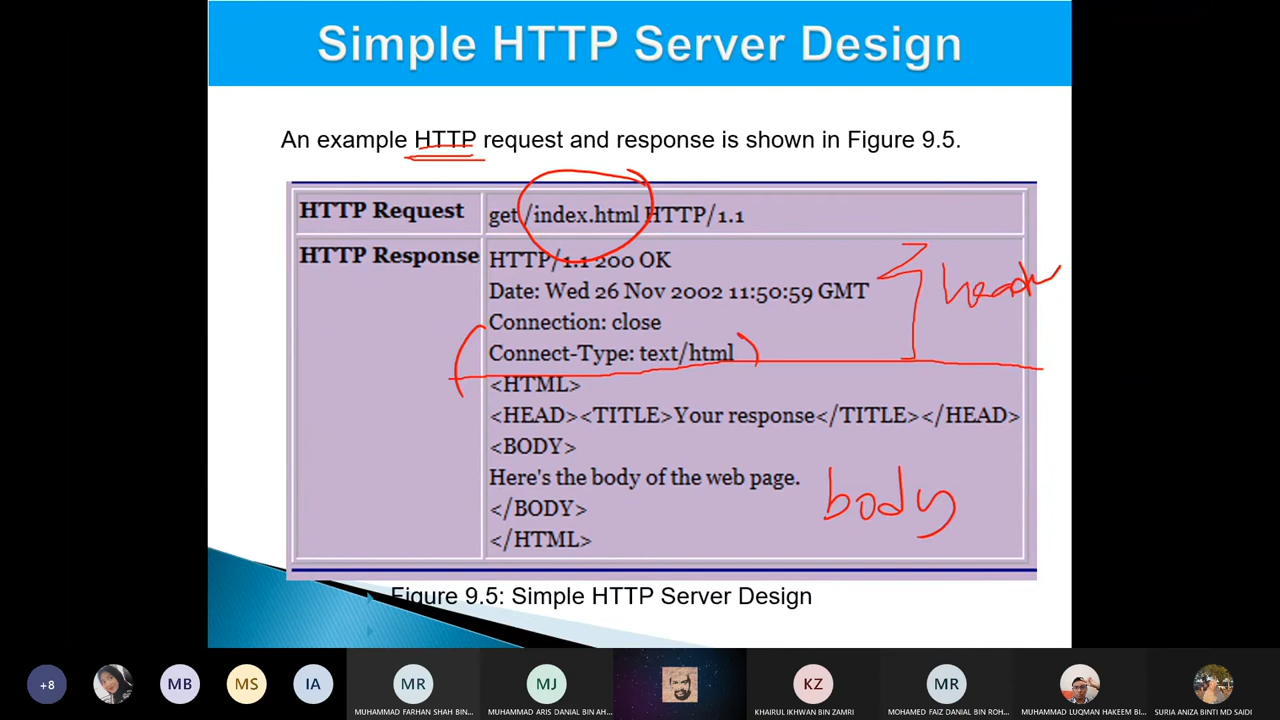 Simple HTTP Server Design
An example HTTP request and response is shown in Figure 9.5.
HTTP Request get /index.html HTTP/1.1
HTTP Response HTTP/1.1 200 OK
Date: Wed 26 Nov 2002 11:50:59 GMT
Connection: close
Connect-Type: text/html
header
<HTML>
<HEAD><TITLE>Your response</TITLE></HEAD>
<BODY>
Here's the body of the web page.
body
</BODY>
</HTML>
Figure 9.5: Simple HTTP Server Design
+8 MB MS IA MR MJ KZ MR
MUHAMMAD FARHAN SHAH BIN... MUHAMMAD ARIS DANIAL BIN AH... KHAIRUL IKHWAN BIN ZAMRI MOHAMED FAIZ DANIAL BIN ROH... MUHAMMAD LUQMAN HAKEEM BI... SURIA ANIZA BINTI MD SAIDI